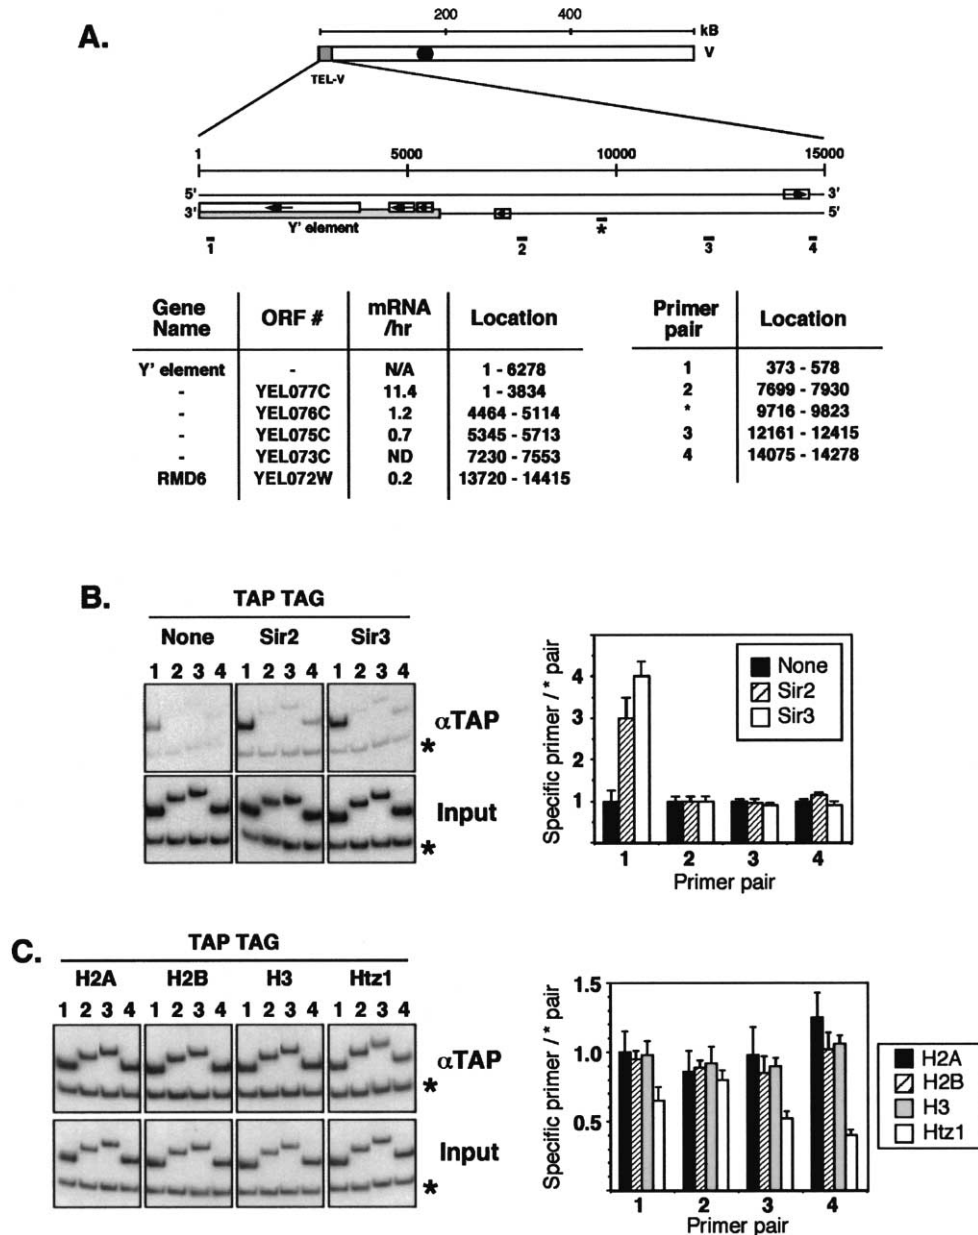 A.
200 400 kB
V
TEL-V
1 5000 10000 15000
5' 3'
3' 5'
Y' element
1 2 * 3 4
Gene Name ORF # mRNA /hr Location
Y' element - N/A 1 - 6278
- YEL077C 11.4 1 - 3834
- YEL076C 1.2 4464 - 5114
- YEL075C 0.7 5345 - 5713
- YEL073C ND 7230 - 7553
RMD6 YEL072W 0.2 13720 - 14415
Primer pair Location
1 373 - 578
2 7699 - 7930
* 9716 - 9823
3 12161 - 12415
4 14075 - 14278
B.
TAP TAG
None Sir2 Sir3
1 2 3 4 1 2 3 4 1 2 3 4
αTAP
*
Input
*
Specific primer / * pair
4
3
2
1
None
Sir2
Sir3
1 2 3 4
Primer pair
C.
TAP TAG
H2A H2B H3 Htz1
1 2 3 4 1 2 3 4 1 2 3 4 1 2 3 4
αTAP
*
Input
*
Specific primer / * pair
1.5
1.0
0.5
H2A
H2B
H3
Htz1
1 2 3 4
Primer pair